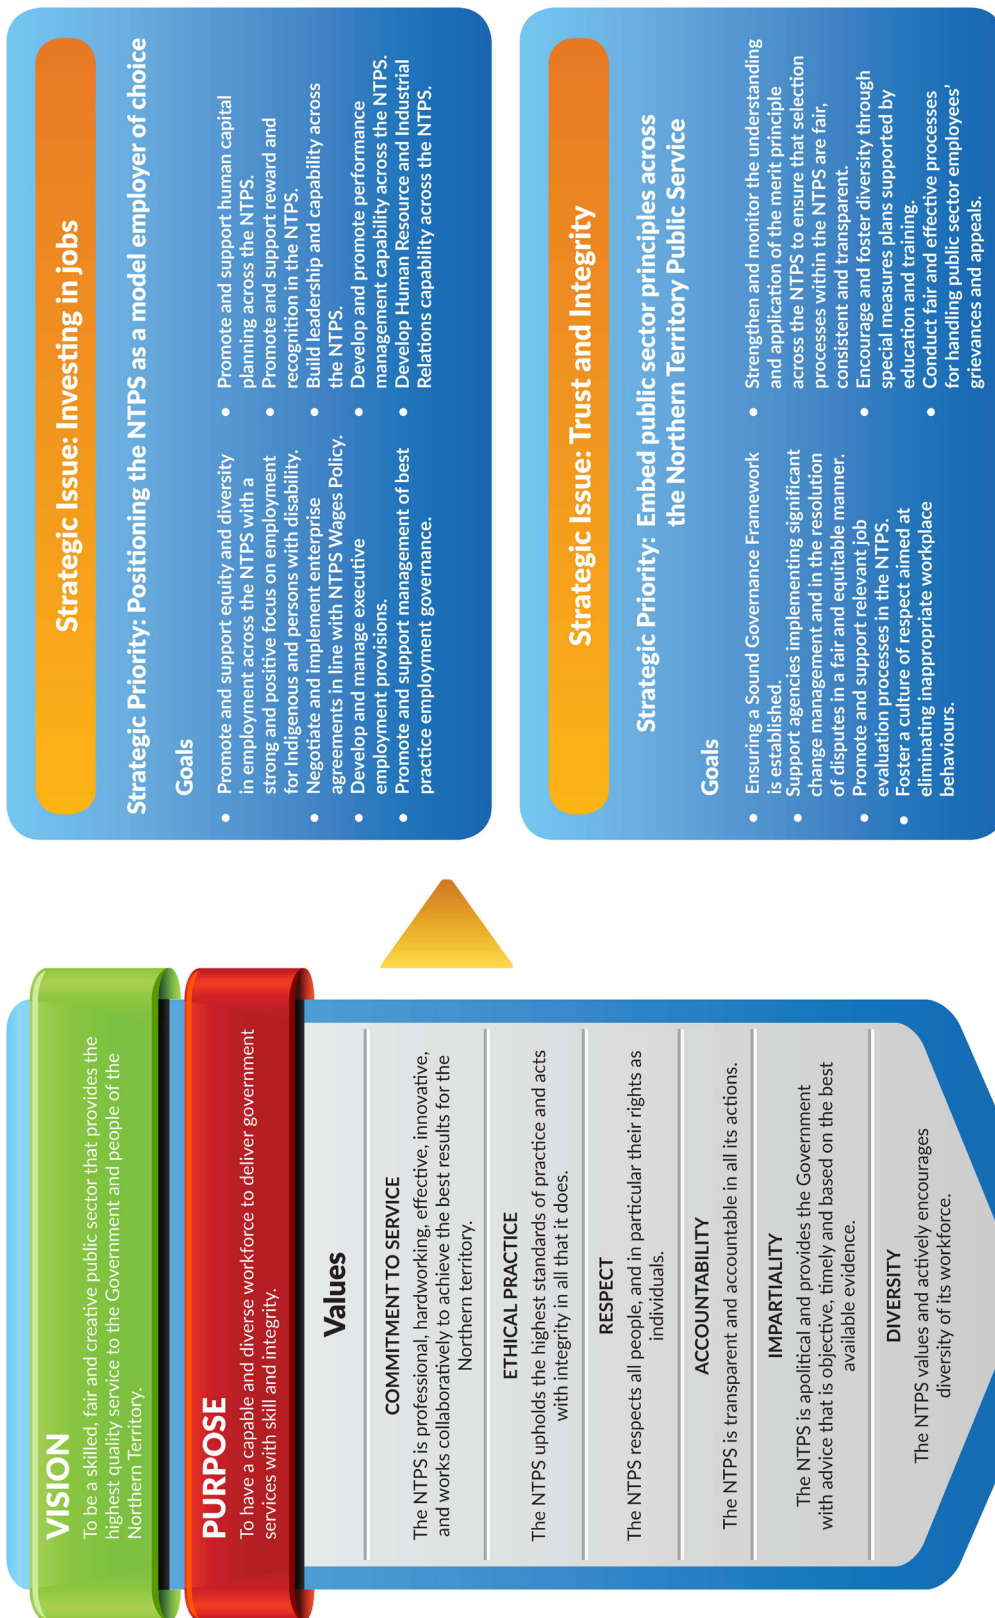 VISION
To be a skilled, fair and creative public sector that provides the
highest quality service to the Government and people of the
Northern Territory.
PURPOSE
To have a capable and diverse workforce to deliver government
services with skill and integrity.
Values
COMMITMENT TO SERVICE
The NTPS is professional, hardworking, effective, innovative,
and works collaboratively to achieve the best results for the
Northern territory.
ETHICAL PRACTICE
The NTPS upholds the highest standards of practice and acts
with integrity in all that it does.
RESPECT
The NTPS respects all people, and in particular their rights as
individuals.
ACCOUNTABILITY
The NTPS is transparent and accountable in all its actions.
IMPARTIALITY
The NTPS is apolitical and provides the Government
with advice that is objective, timely and based on the best
available evidence.
DIVERSITY
The NTPS values and actively encourages
diversity of its workforce.
Strategic Issue: Investing in jobs
Strategic Priority: Positioning the NTPS as a model employer of choice
Goals
• Promote and support equity and diversity
in employment across the NTPS with a
strong and positive focus on employment
for Indigenous and persons with disability.
• Negotiate and implement enterprise
agreements in line with NTPS Wages Policy.
• Develop and manage executive
employment provisions.
• Promote and support management of best
practice employment governance.
• Promote and support human capital
planning across the NTPS.
• Promote and support reward and
recognition in the NTPS.
• Build leadership and capability across
the NTPS.
• Develop and promote performance
management capability across the NTPS.
• Develop Human Resource and Industrial
Relations capability across the NTPS.
Strategic Issue: Trust and Integrity
Strategic Priority: Embed public sector principles across
the Northern Territory Public Service
Goals
• Ensuring a Sound Governance Framework
is established.
• Support agencies implementing significant
change management and in the resolution
of disputes in a fair and equitable manner.
• Promote and support relevant job
evaluation processes in the NTPS.
• Foster a culture of respect aimed at
eliminating inappropriate workplace
behaviours.
• Strengthen and monitor the understanding
and application of the merit principle
across the NTPS to ensure that selection
processes within the NTPS are fair,
consistent and transparent.
• Encourage and foster diversity through
special measures plans supported by
education and training.
• Conduct fair and effective processes
for handling public sector employees’
grievances and appeals.